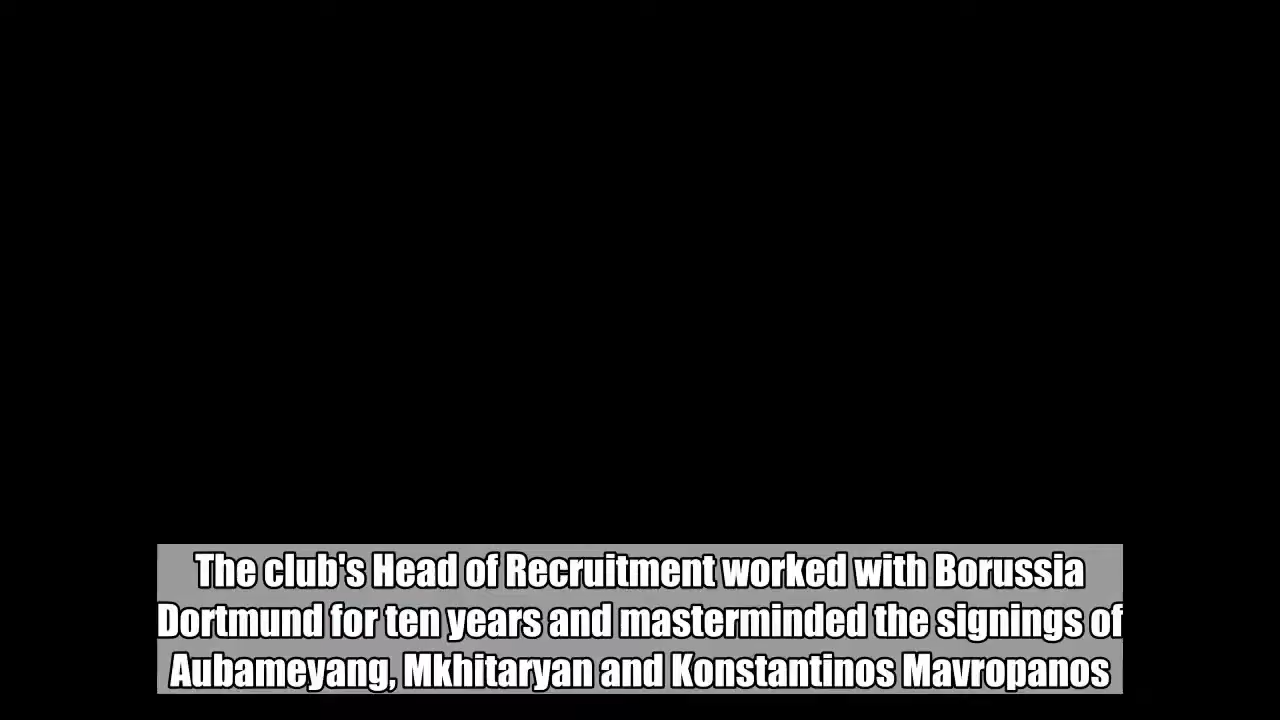 The club's Head of Recruitment worked with Borussia
Dortmund for ten years and masterminded the signings of
Aubameyang, Mkhitaryan and Konstantinos Mavropanos